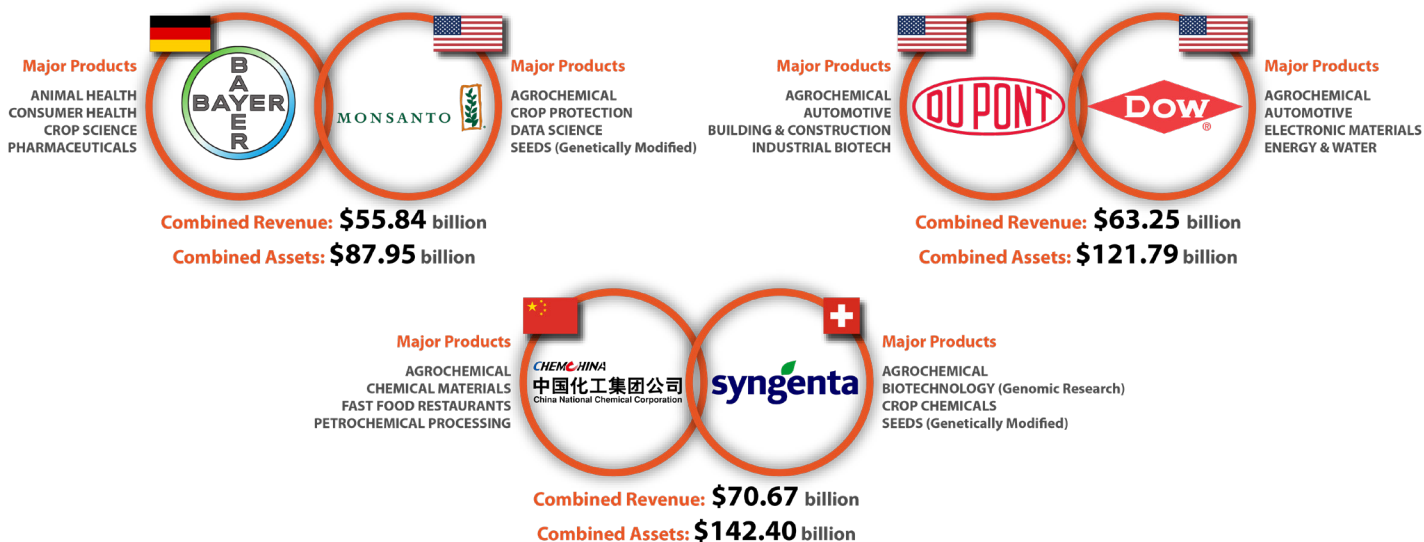 Major Products
ANIMAL HEALTH
CONSUMER HEALTH
CROP SCIENCE
PHARMACEUTICALS
BAYER
BAYER
MONSANTO
Major Products
AGROCHEMICAL
CROP PROTECTION
DATA SCIENCE
SEEDS (Genetically Modified)
Combined Revenue: $55.84 billion
Combined Assets: $87.95 billion
Major Products
AGROCHEMICAL
AUTOMOTIVE
BUILDING & CONSTRUCTION
INDUSTRIAL BIOTECH
DU PONT
Dow
®
Major Products
AGROCHEMICAL
AUTOMOTIVE
ELECTRONIC MATERIALS
ENERGY & WATER
Combined Revenue: $63.25 billion
Combined Assets: $121.79 billion
Major Products
AGROCHEMICAL
CHEMICAL MATERIALS
FAST FOOD RESTAURANTS
PETROCHEMICAL PROCESSING
CHEMCHINA
中国化工集团公司
China National Chemical Corporation
syngenta
Major Products
AGROCHEMICAL
BIOTECHNOLOGY (Genomic Research)
CROP CHEMICALS
SEEDS (Genetically Modified)
Combined Revenue: $70.67 billion
Combined Assets: $142.40 billion